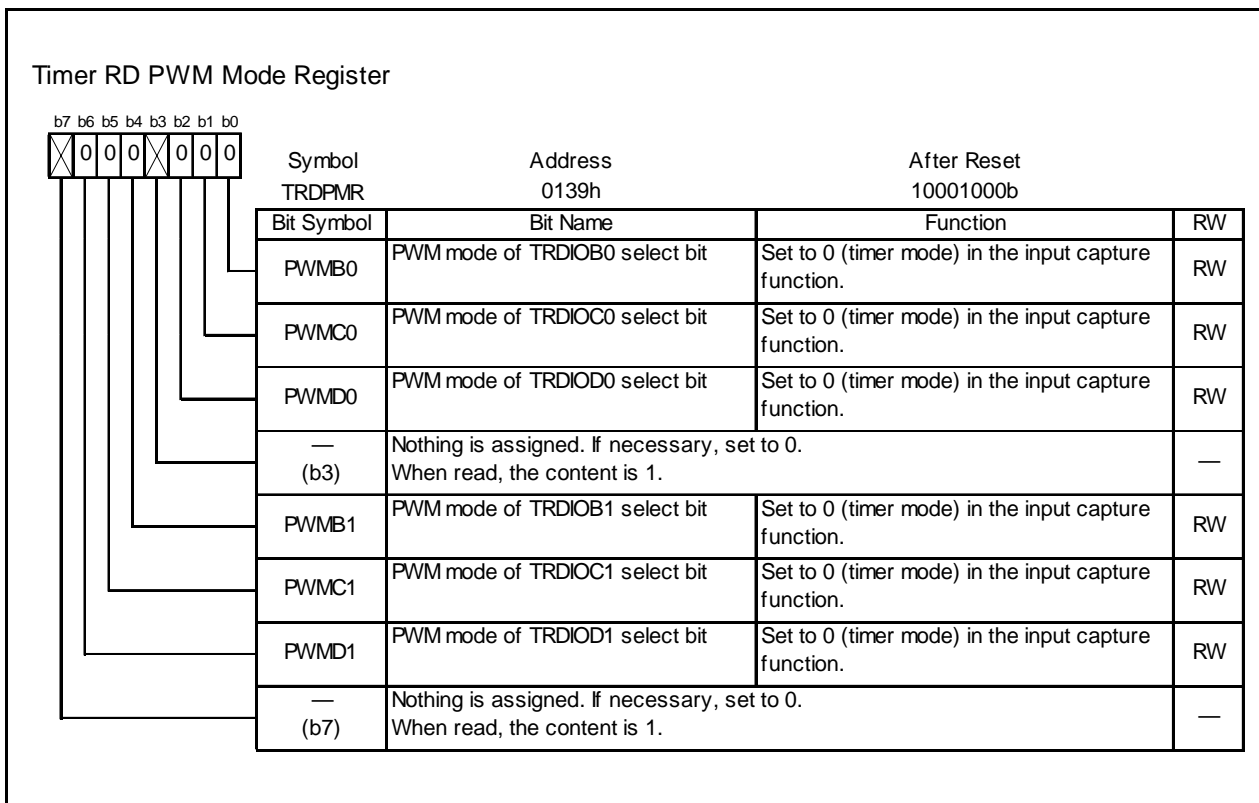 Timer RD PWM Mode Register
b7 b6 b5 b4 b3 b2 b1 b0
0 0 0 0 0 0
Symbol Address After Reset
TRDPMR 0139h 10001000b
Bit Symbol Bit Name Function RW
PWMB0 PWM mode of TRDIOB0 select bit Set to 0 (timer mode) in the input capture function. RW
PWMC0 PWM mode of TRDIOC0 select bit Set to 0 (timer mode) in the input capture function. RW
PWMD0 PWM mode of TRDIOD0 select bit Set to 0 (timer mode) in the input capture function. RW
— (b3) Nothing is assigned. If necessary, set to 0. —
When read, the content is 1.
PWMB1 PWM mode of TRDIOB1 select bit Set to 0 (timer mode) in the input capture function. RW
PWMC1 PWM mode of TRDIOC1 select bit Set to 0 (timer mode) in the input capture function. RW
PWMD1 PWM mode of TRDIOD1 select bit Set to 0 (timer mode) in the input capture function. RW
— (b7) Nothing is assigned. If necessary, set to 0. —
When read, the content is 1.